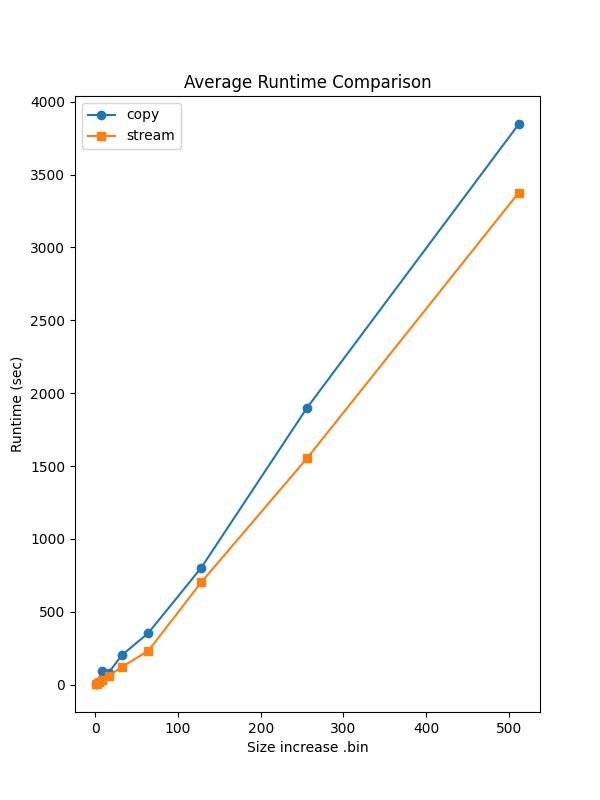 Average Runtime Comparison
copy
stream
Runtime (sec)
4000
3500
3000
2500
2000
1500
1000
500
0
0 100 200 300 400 500
Size increase .bin